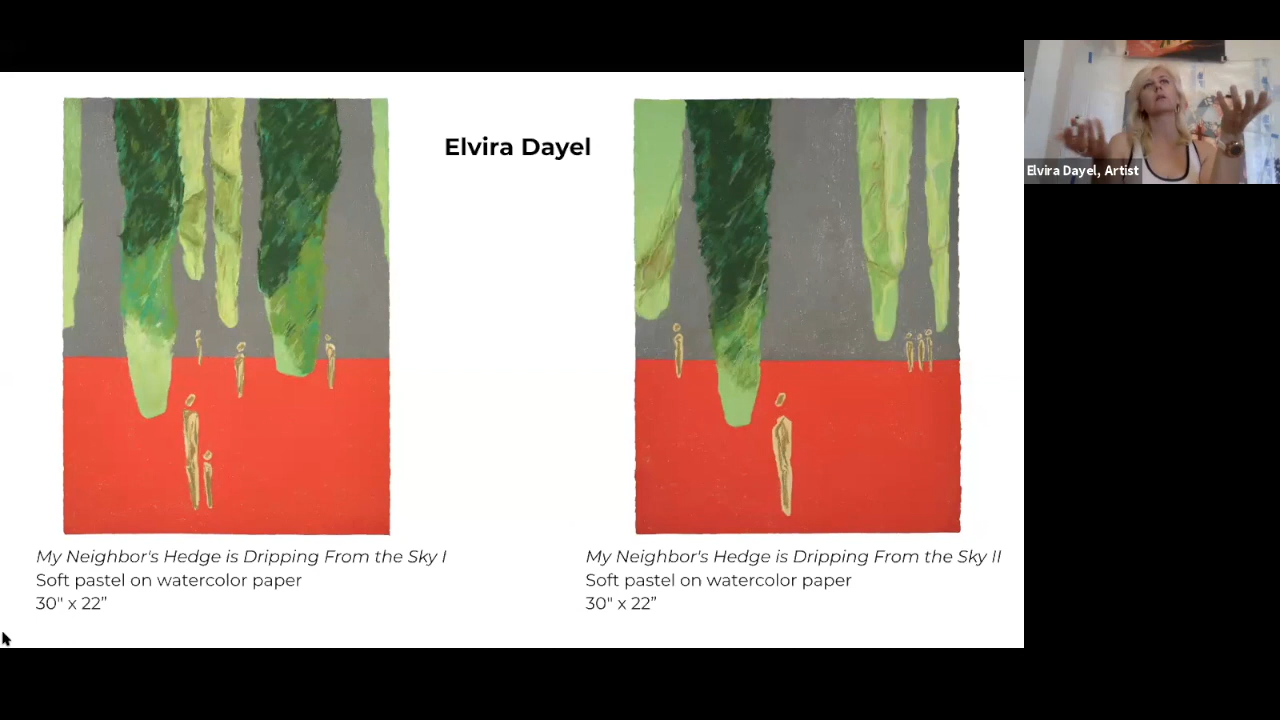 Elvira Dayel
Elvira Dayel, Artist
My Neighbor's Hedge is Dripping From the Sky I
Soft pastel on watercolor paper
30" x 22”
My Neighbor's Hedge is Dripping From the Sky II
Soft pastel on watercolor paper
30" x 22”